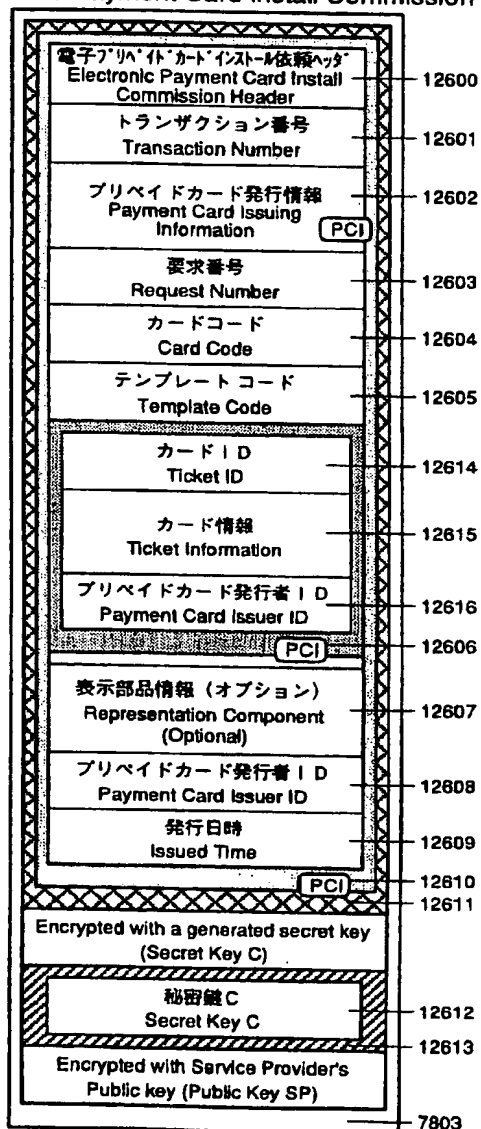 Payment Card Install Commission
電子プリペイドカードインストール依頼ヘッダ
Electronic Payment Card Install
Commission Header
12600
トランザクション番号
Transaction Number
12601
プリペイドカード発行情報
Payment Card Issuing
Information
PCI
12602
要求番号
Request Number
12603
カードコード
Card Code
12604
テンプレート コード
Template Code
12605
カードID
Ticket ID
12614
カード情報
Ticket Information
12615
プリペイドカード発行者ID
Payment Card Issuer ID
12616
PCI
12606
表示部品情報(オプション)
Representation Component
(Optional)
12607
プリペイドカード発行者ID
Payment Card Issuer ID
12608
発行日時
Issued Time
12609
PCI
12610
12611
Encrypted with a generated secret key
(Secret Key C)
秘密鍵C
Secret Key C
12612
12613
Encrypted with Service Provider's
Public key (Public Key SP)
7803